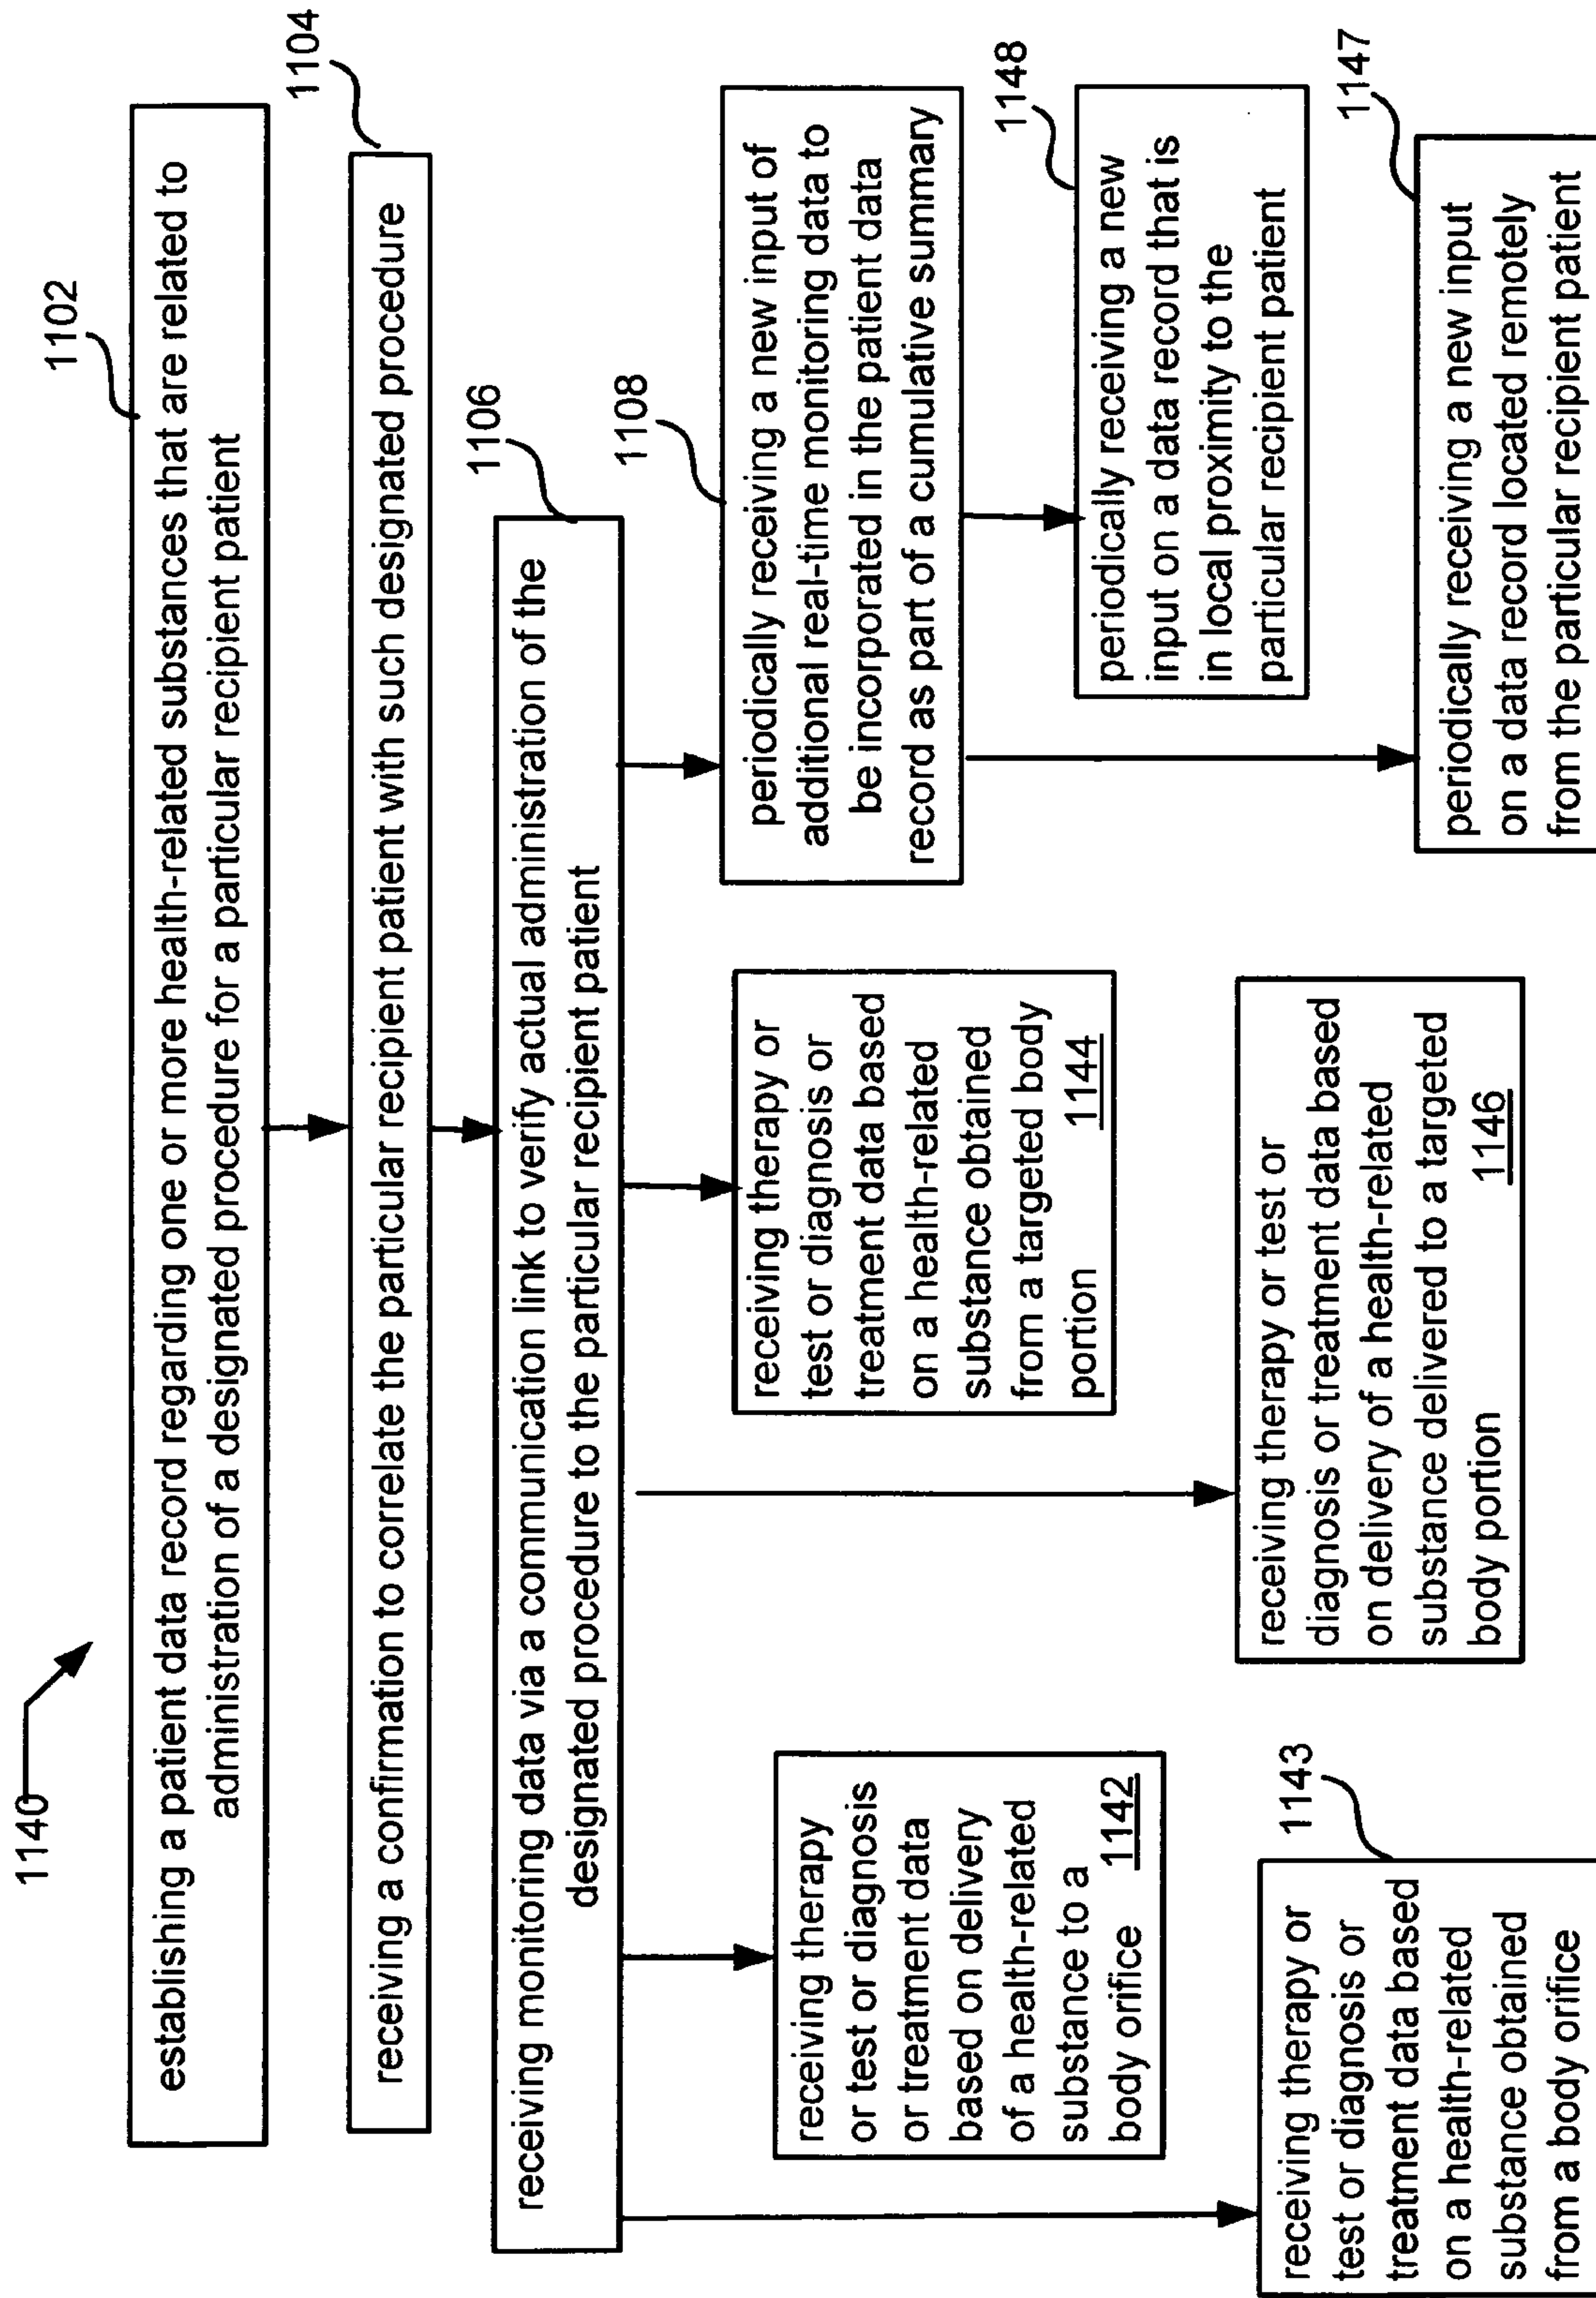 1140
1102
establishing a patient data record regarding one or more health-related substances that are related to
administration of a designated procedure for a particular recipient patient
1104
receiving a confirmation to correlate the particular recipient patient with such designated procedure
1106
receiving monitoring data via a communication link to verify actual administration of the
designated procedure to the particular recipient patient
1108
periodically receiving a new input of
additional real-time monitoring data to
be incorporated in the patient data
record as part of a cumulative summary
1148
periodically receiving a new
input on a data record that is
in local proximity to the
particular recipient patient
1147
periodically receiving a new input
on a data record located remotely
from the particular recipient patient
receiving therapy or
test or diagnosis or
treatment data based
on a health-related
substance obtained
from a targeted body
portion 1144
receiving therapy or test or
diagnosis or treatment data based
on delivery of a health-related
substance delivered to a targeted
body portion 1146
receiving therapy
or test or diagnosis
or treatment data
based on delivery
of a health-related
substance to a
body orifice 1142
1143
receiving therapy or
test or diagnosis or
treatment data based
on a health-related
substance obtained
from a body orifice